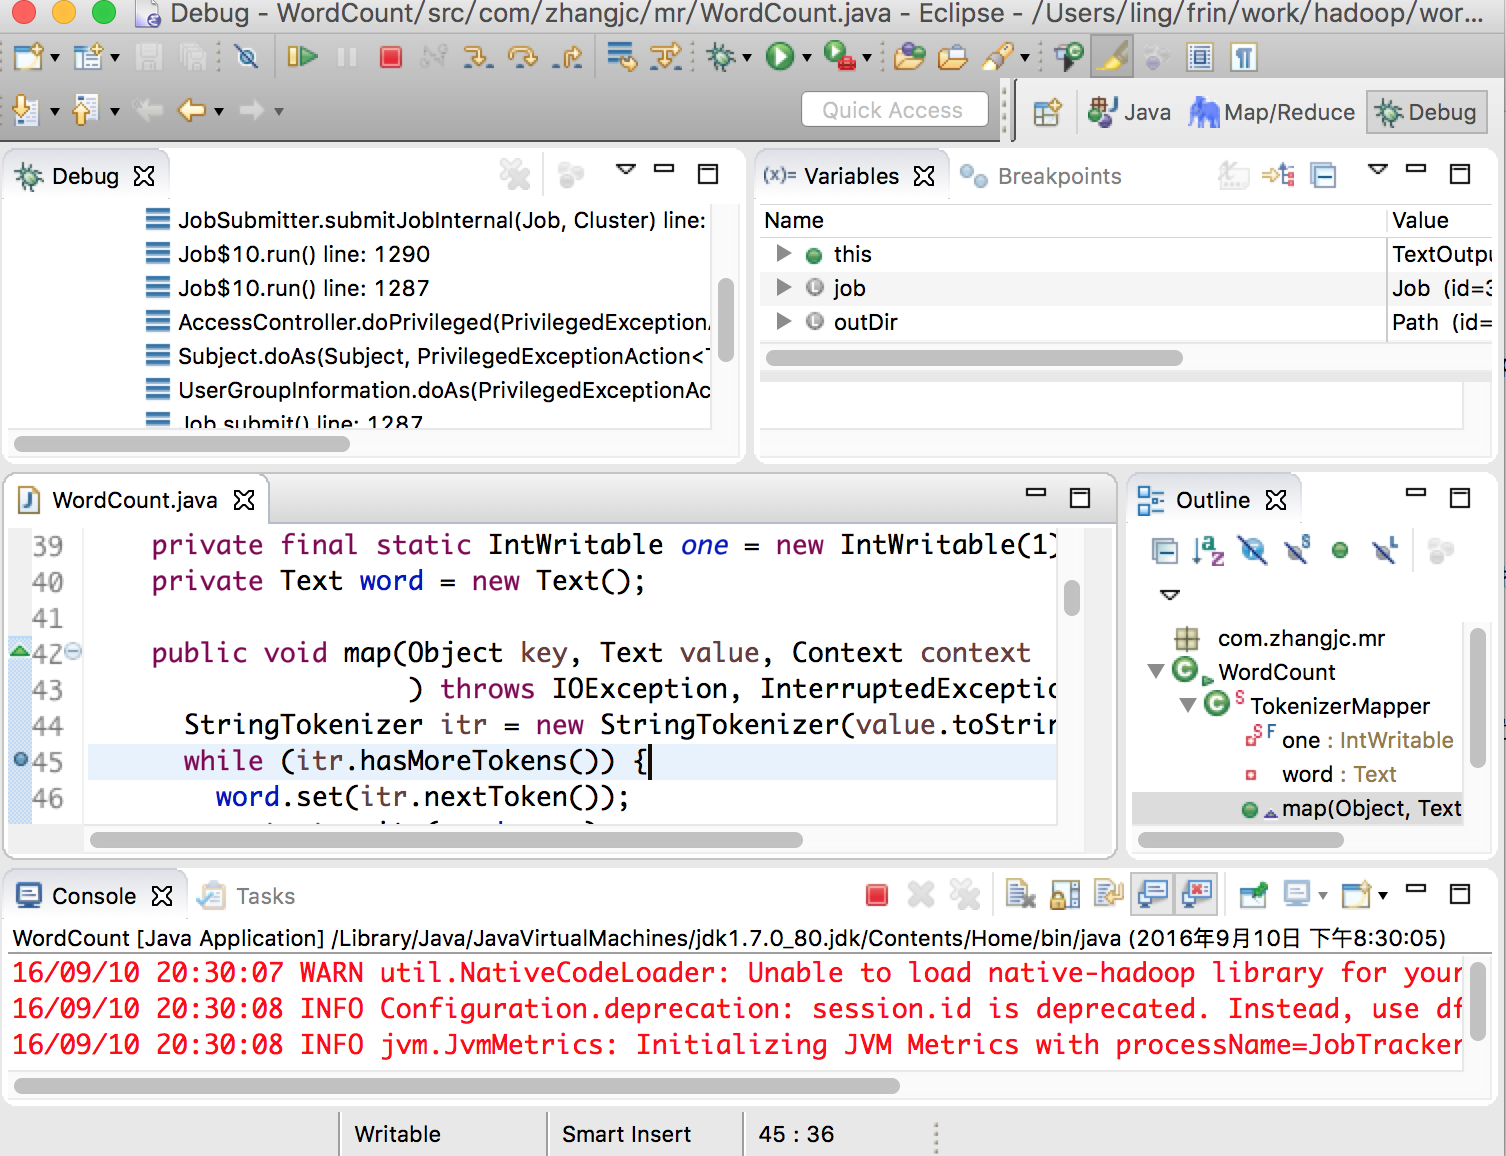 Debug - WordCount/src/com/zhangjc/mr/WordCount.java - Eclipse - /Users/ling/frin/work/hadoop/wor...
Quick Access
Java
Map/Reduce
Debug
Debug
JobSubmitter.submitJobInternal(Job, Cluster) line:
Job$10.run() line: 1290
Job$10.run() line: 1287
AccessController.doPrivileged(PrivilegedException
Subject.doAs(Subject, PrivilegedExceptionAction<
UserGroupInformation.doAs(PrivilegedExceptionAc
Job.submit() line: 1287
(x)= Variables
Breakpoints
Name Value
this TextOutpu
job Job (id=3
outDir Path (id=
WordCount.java
39 private final static IntWritable one = new IntWritable(1)
40 private Text word = new Text();
41
42 public void map(Object key, Text value, Context context
43 ) throws IOException, InterruptedExceptio
44 StringTokenizer itr = new StringTokenizer(value.toStrin
45 while (itr.hasMoreTokens()) {
46 word.set(itr.nextToken());
Outline
com.zhangjc.mr
WordCount
TokenizerMapper
one : IntWritable
word : Text
map(Object, Text
Console
Tasks
WordCount [Java Application] /Library/Java/JavaVirtualMachines/jdk1.7.0_80.jdk/Contents/Home/bin/java (2016年9月10日 下午8:30:05)
16/09/10 20:30:07 WARN util.NativeCodeLoader: Unable to load native-hadoop library for your
16/09/10 20:30:08 INFO Configuration.deprecation: session.id is deprecated. Instead, use df
16/09/10 20:30:08 INFO jvm.JvmMetrics: Initializing JVM Metrics with processName=JobTracker
Writable
Smart Insert
45 : 36